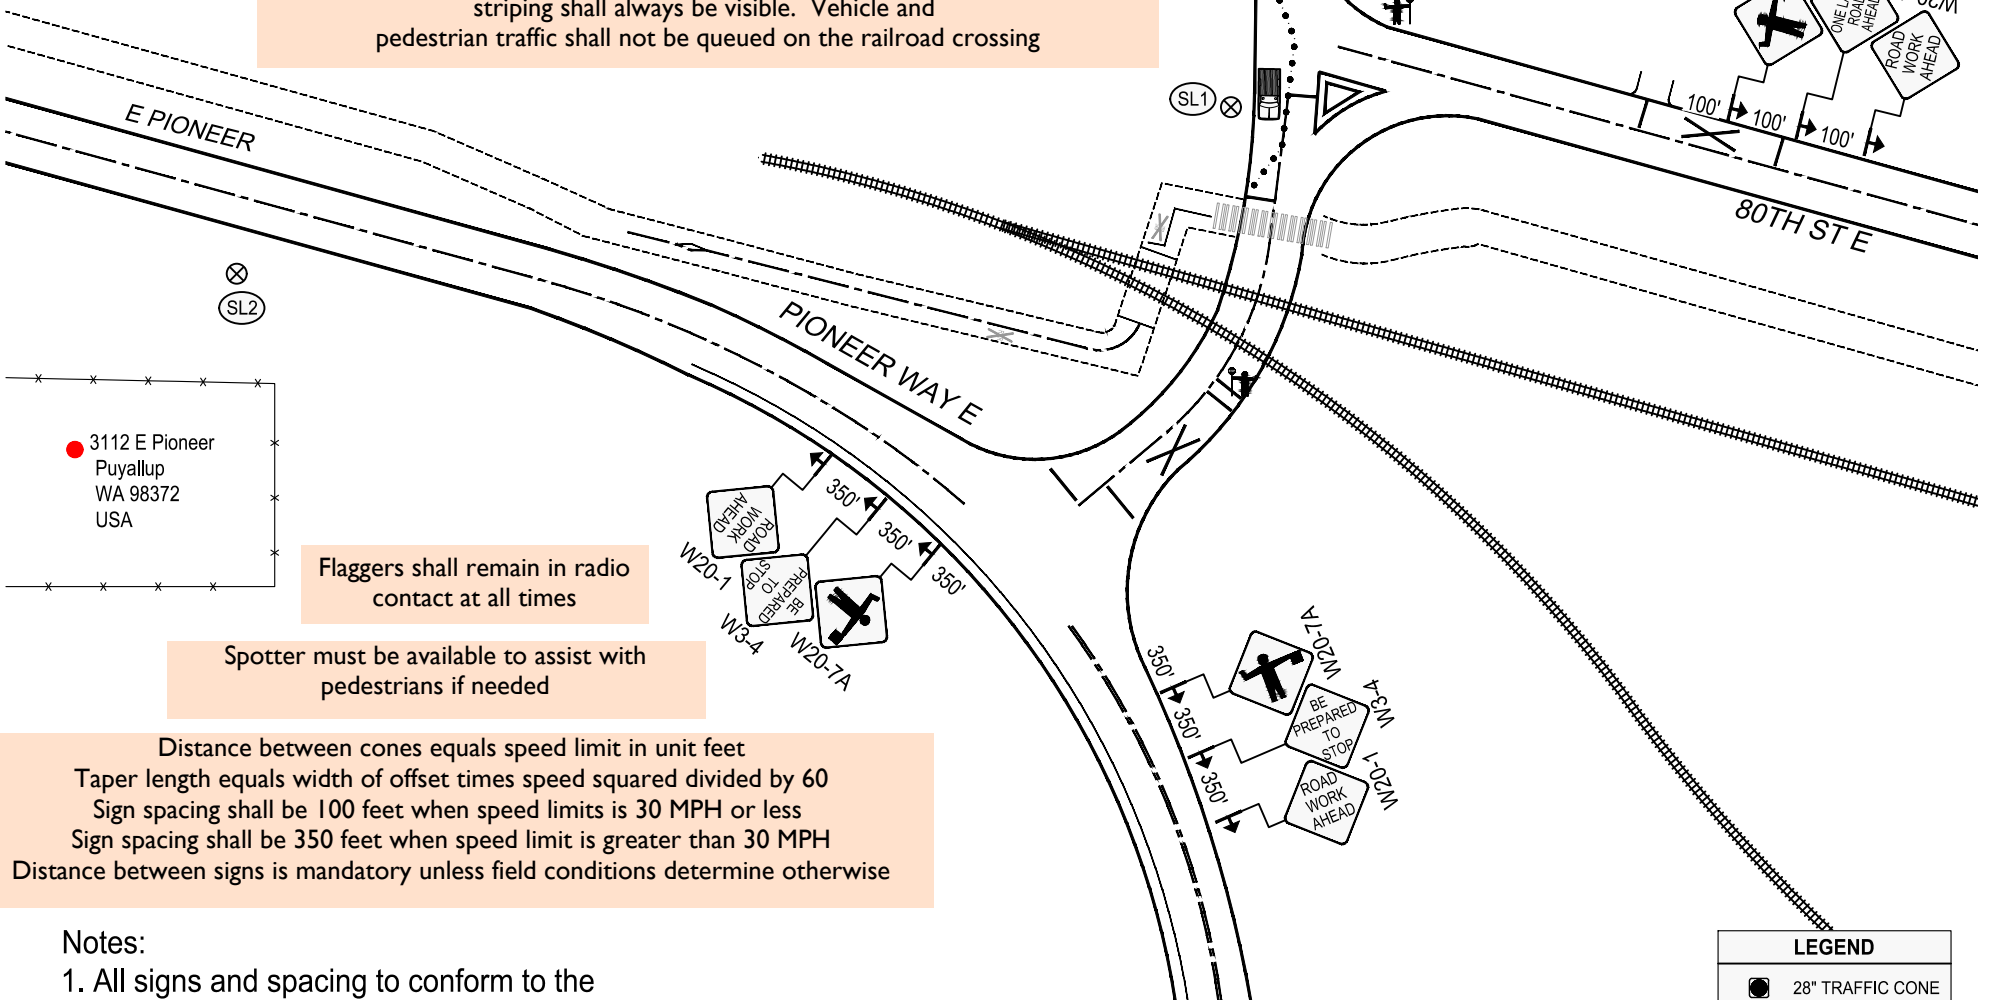 striping shall always be visible. Vehicle and
pedestrian traffic shall not be queued on the railroad crossing
ONE LA
ROA
AHEA
ROAD
WORK
AHEAD
SL1
100'
100'
100'
E PIONEER
80TH ST E
SL2
PIONEER WAY E
3112 E Pioneer
Puyallup
WA 98372
USA
350'
350'
350'
ROAD
WORK
AHEAD
W20-1
BE
PREPARED
TO
STOP
W3-4
W20-7A
Flaggers shall remain in radio
contact at all times
Spotter must be available to assist with
pedestrians if needed
350'
350'
350'
W20-7A
BE
PREPARED
TO
STOP
W3-4
ROAD
WORK
AHEAD
W20-1
Distance between cones equals speed limit in unit feet
Taper length equals width of offset times speed squared divided by 60
Sign spacing shall be 100 feet when speed limits is 30 MPH or less
Sign spacing shall be 350 feet when speed limit is greater than 30 MPH
Distance between signs is mandatory unless field conditions determine otherwise
Notes:
1. All signs and spacing to conform to the
LEGEND
28" TRAFFIC CONE